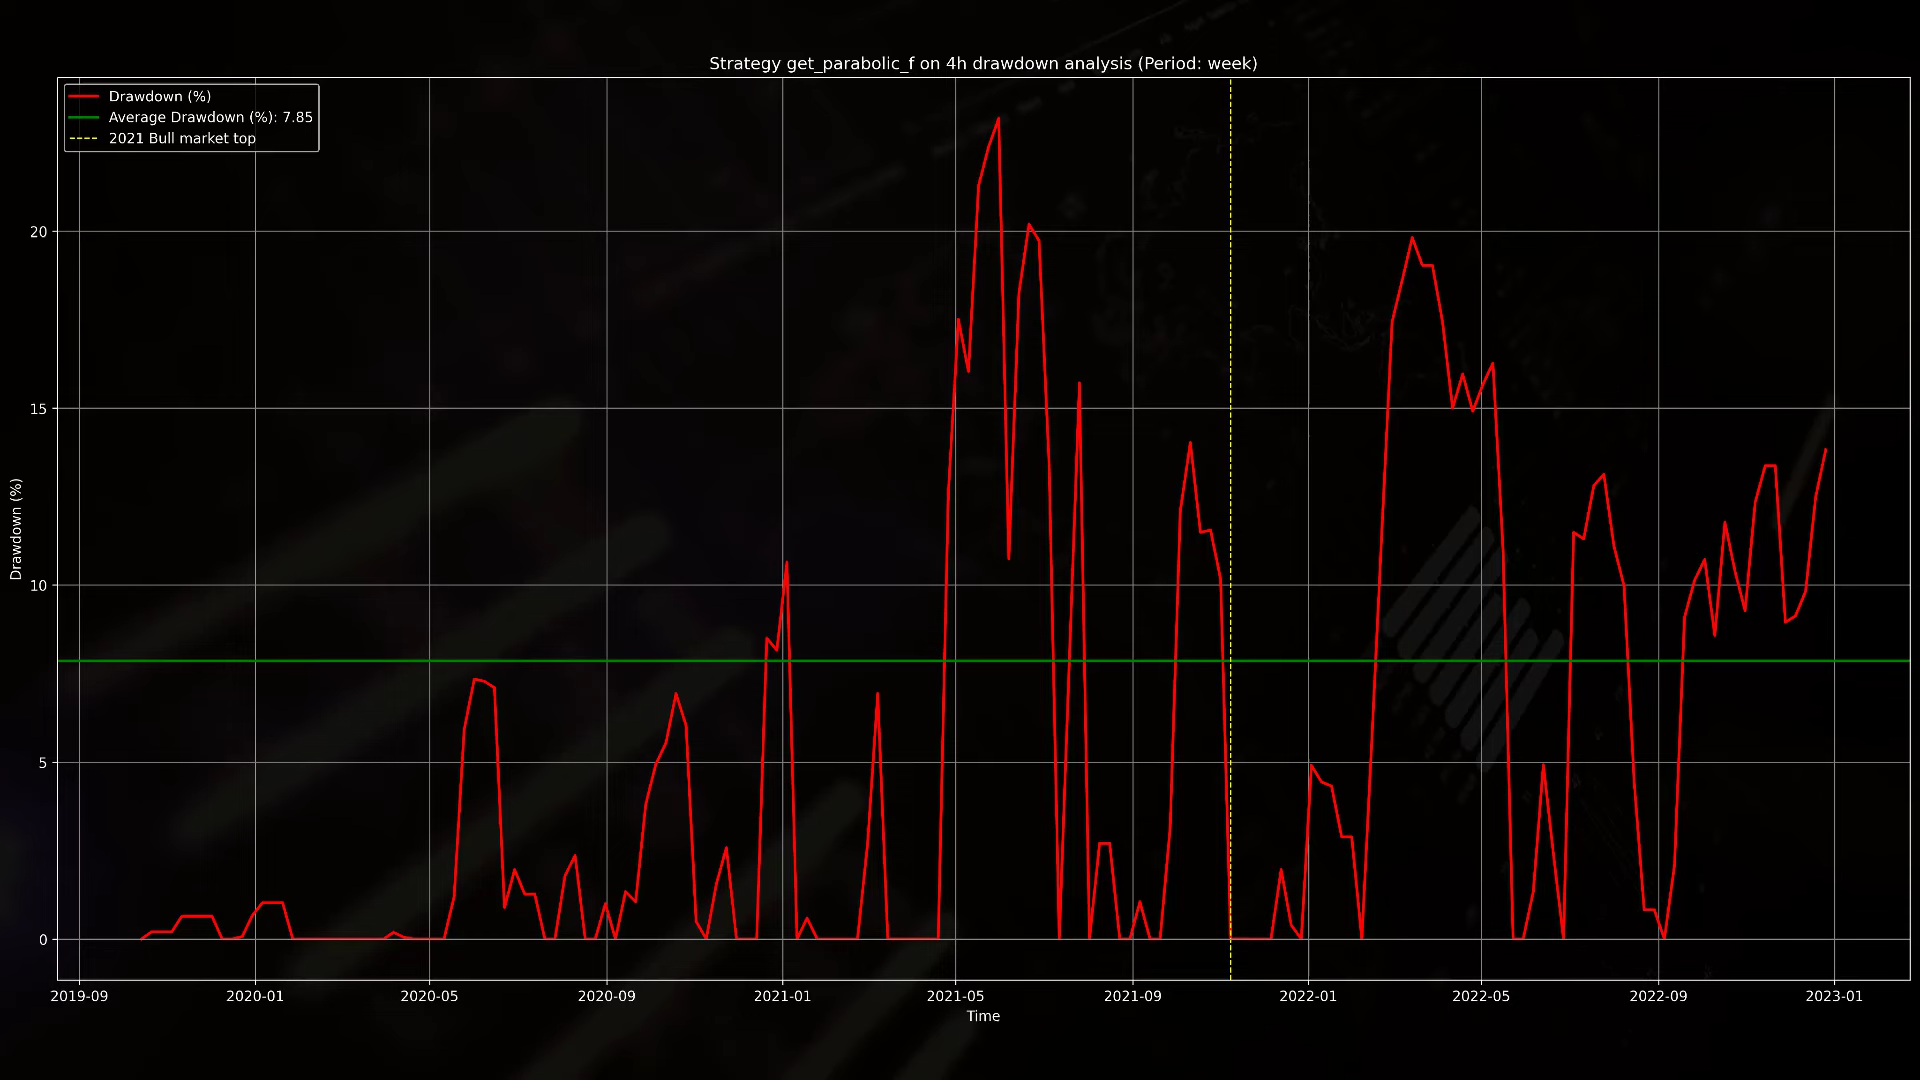 Strategy get_parabolic_f on 4h drawdown analysis (Period: week)
Drawdown (%)
Average Drawdown (%): 7.85
2021 Bull market top
Drawdown (%)
20
15
10
5
0
2019-09 2020-01 2020-05 2020-09 2021-01 2021-05 2021-09 2022-01 2022-05 2022-09 2023-01
Time